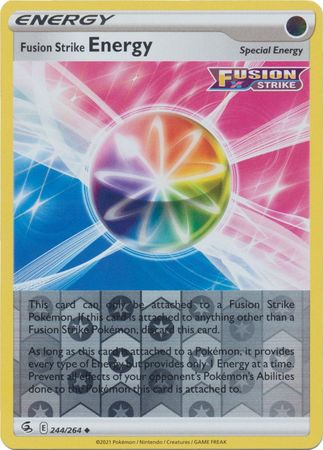 ENERGY
Fusion Strike Energy
Special Energy
FUSION
STRIKE
This card can only be attached to a Fusion Strike
Pokémon. If this card is attached to anything other than a
Fusion Strike Pokémon, discard this card.
As long as this card is attached to a Pokémon, it provides
every type of Energy but provides only 1 Energy at a time.
Prevent all effects of your opponent's Pokémon's Abilities
done to the Pokémon this card is attached to.
E 244/264
©2021 Pokémon / Nintendo / Creatures / GAME FREAK